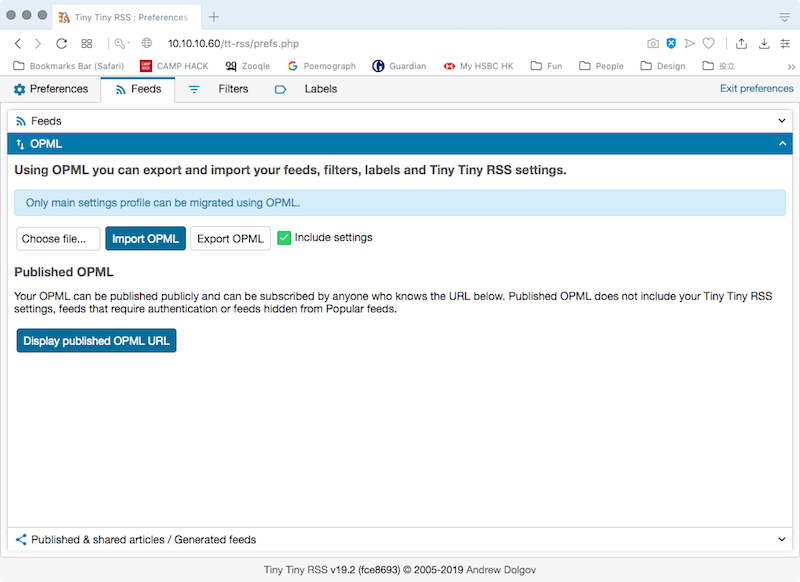 Tiny Tiny RSS : Preferences
10.10.10.60/tt-rss/prefs.php
Bookmarks Bar (Safari) CAMP HACK Zooqle Poemograph Guardian My HSBC HK Fun People Design 役立
Preferences Feeds Filters Labels Exit preferences
Feeds
OPML
Using OPML you can export and import your feeds, filters, labels and Tiny Tiny RSS settings.
Only main settings profile can be migrated using OPML.
Choose file... Import OPML Export OPML Include settings
Published OPML
Your OPML can be published publicly and can be subscribed by anyone who knows the URL below. Published OPML does not include your Tiny Tiny RSS
settings, feeds that require authentication or feeds hidden from Popular feeds.
Display published OPML URL
Published & shared articles / Generated feeds
Tiny Tiny RSS v19.2 (fce8693) © 2005-2019 Andrew Dolgov